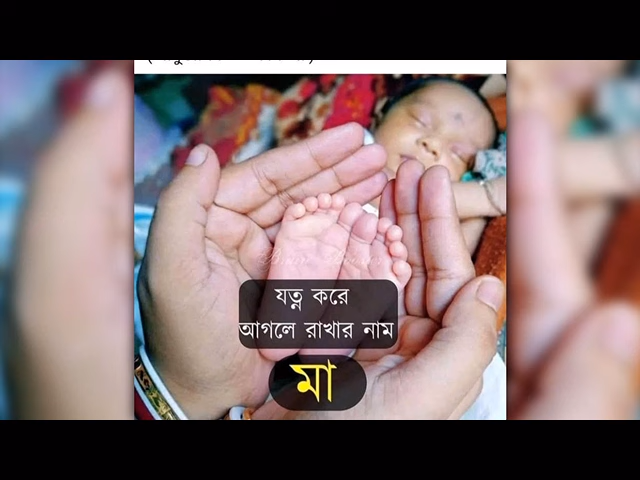 যত্ন করে
আগলে রাখার নাম
মা